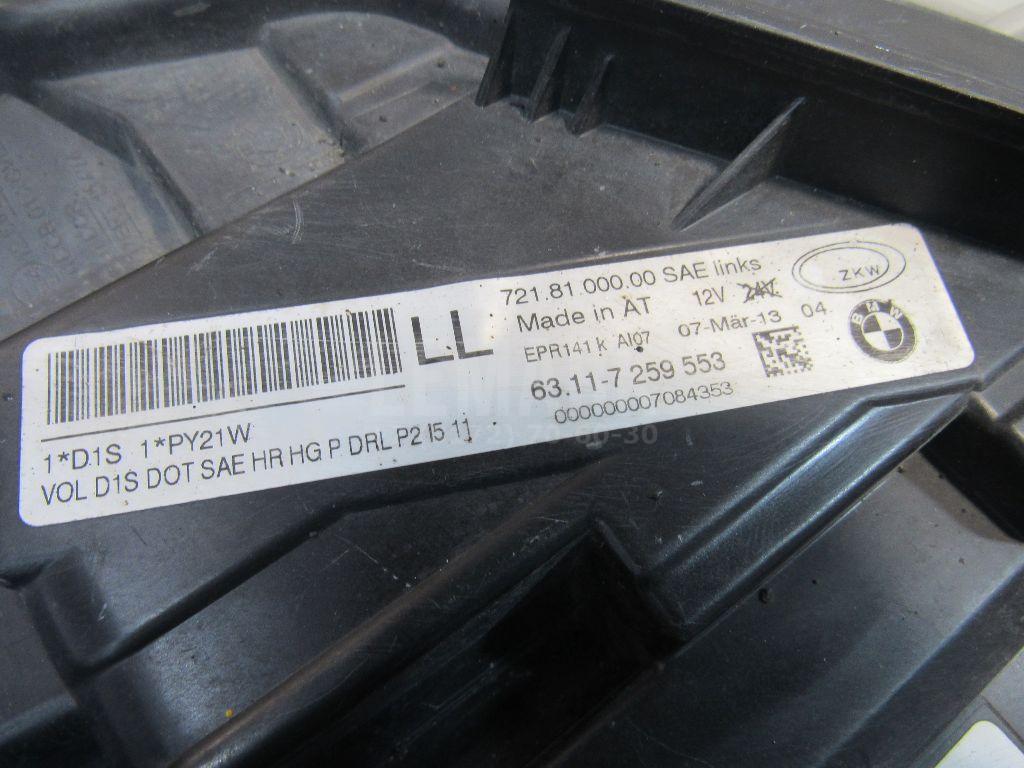 LL
721.81.000.00 SAE links
Made in AT 12V 24V
EPR141 k AI07 07-Mär-13 04
63.11-7 259 553
000000007084353
ZKW
BMW
1*D1S 1*PY21W
VOL D1S DOT SAE HR HG P DRL P2 I5 11